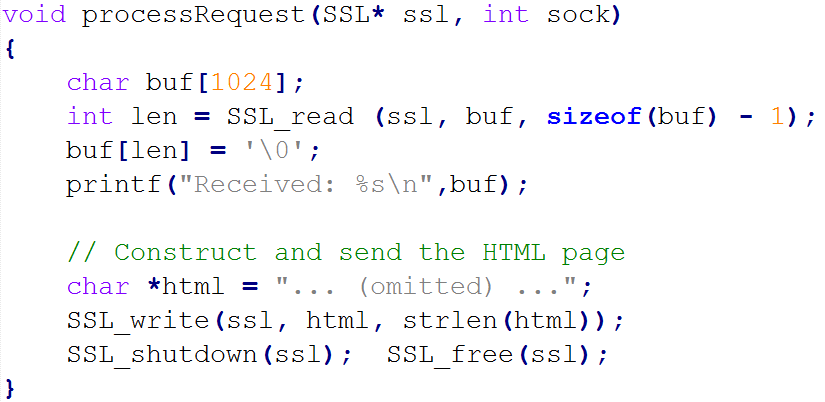 void processRequest(SSL* ssl, int sock)
{
    char buf[1024];
    int len = SSL_read (ssl, buf, sizeof(buf) - 1);
    buf[len] = '\0';
    printf("Received: %s\n",buf);

    // Construct and send the HTML page
    char *html = "... (omitted) ...";
    SSL_write(ssl, html, strlen(html));
    SSL_shutdown(ssl);  SSL_free(ssl);
}